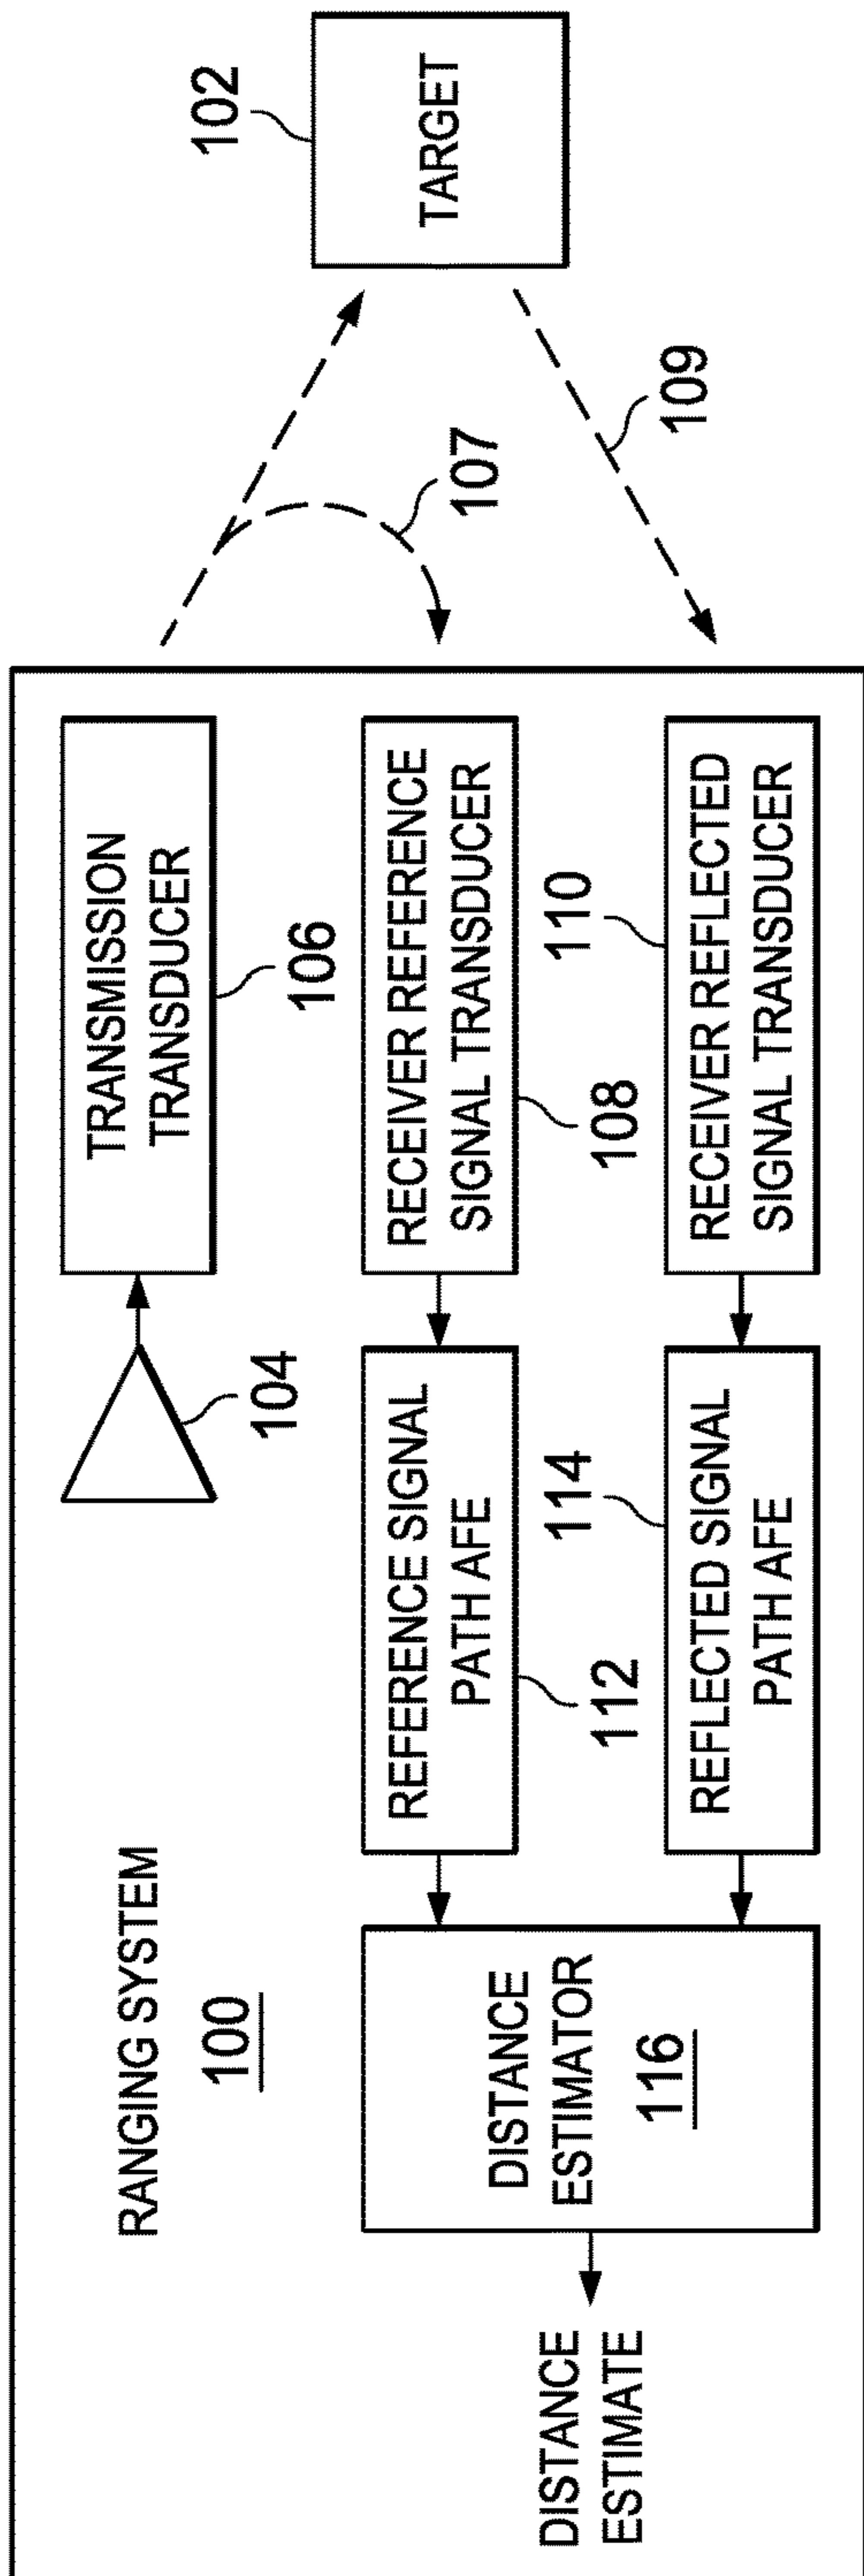 RANGING SYSTEM
100
104
TRANSMISSION
TRANSDUCER
106
102
TARGET
107
109
DISTANCE
ESTIMATE
DISTANCE
ESTIMATOR
116
REFERENCE SIGNAL
PATH AFE
112
RECEIVER REFERENCE
SIGNAL TRANSDUCER
108
114
REFLECTED SIGNAL
PATH AFE
110
RECEIVER REFLECTED
SIGNAL TRANSDUCER